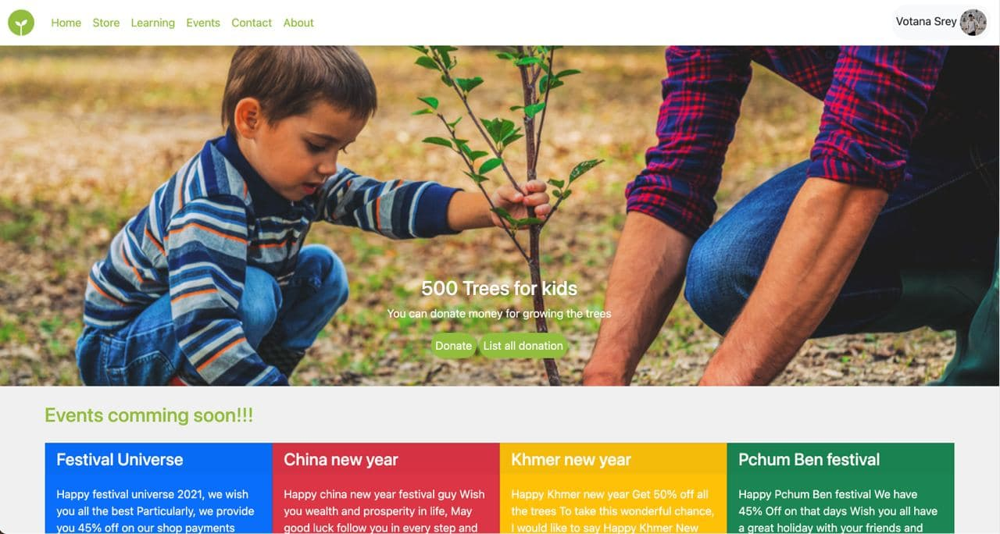 Home Store Learning Events Contact About
Votana Srey
500 Trees for kids
You can donate money for growing the trees
Donate List all donation
Events comming soon!!!
Festival Universe
Happy festival universe 2021, we wish
you all the best Particularly, we provide
you 45% off on our shop payments
China new year
Happy china new year festival guy Wish
you wealth and prosperity in life, May
good luck follow you in every step and
Khmer new year
Happy Khmer new year Get 50% off all
the trees To take this wonderful chance,
I would like to say Happy Khmer New
Pchum Ben festival
Happy Pchum Ben festival We have
45% Off on that days Wish you all have
a great holiday with your friends and